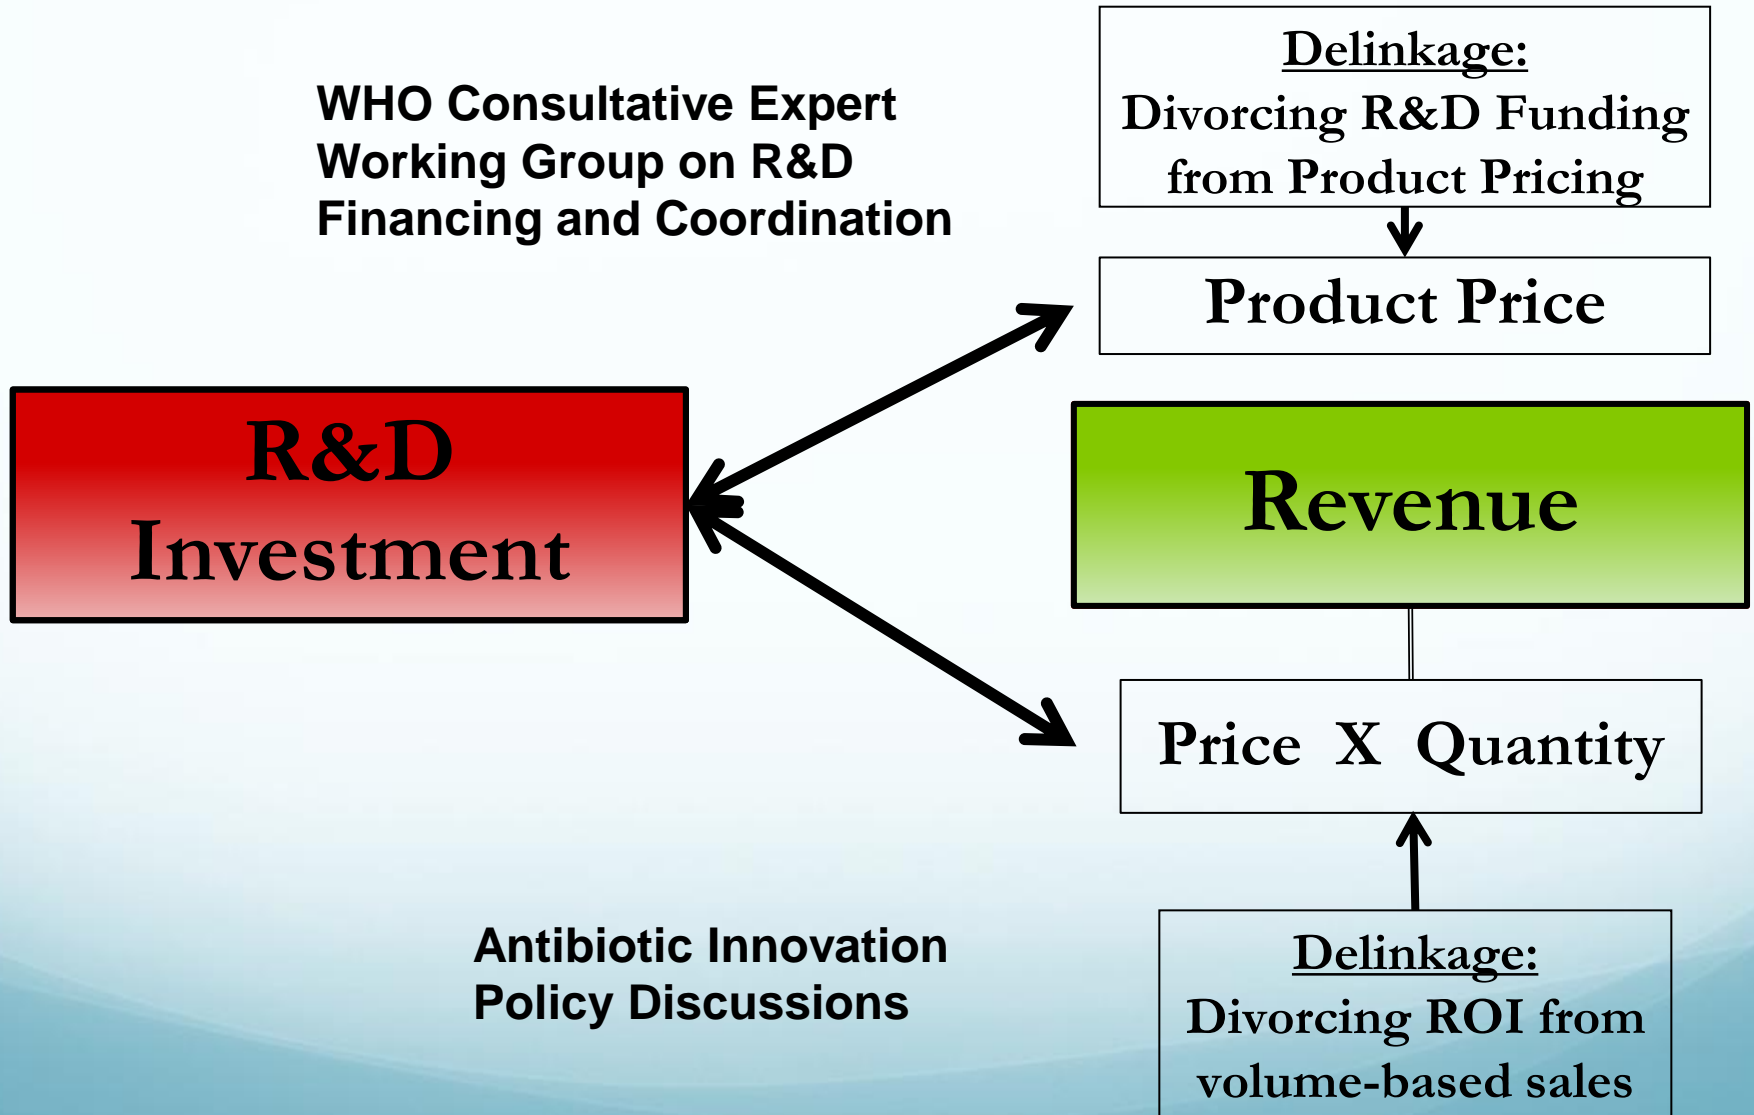 WHO Consultative Expert
Working Group on R&D
Financing and Coordination
Delinkage:
Divorcing R&D Funding
from Product Pricing
Product Price
R&D
Investment
Revenue
Price X Quantity
Antibiotic Innovation
Policy Discussions
Delinkage:
Divorcing ROI from
volume-based sales